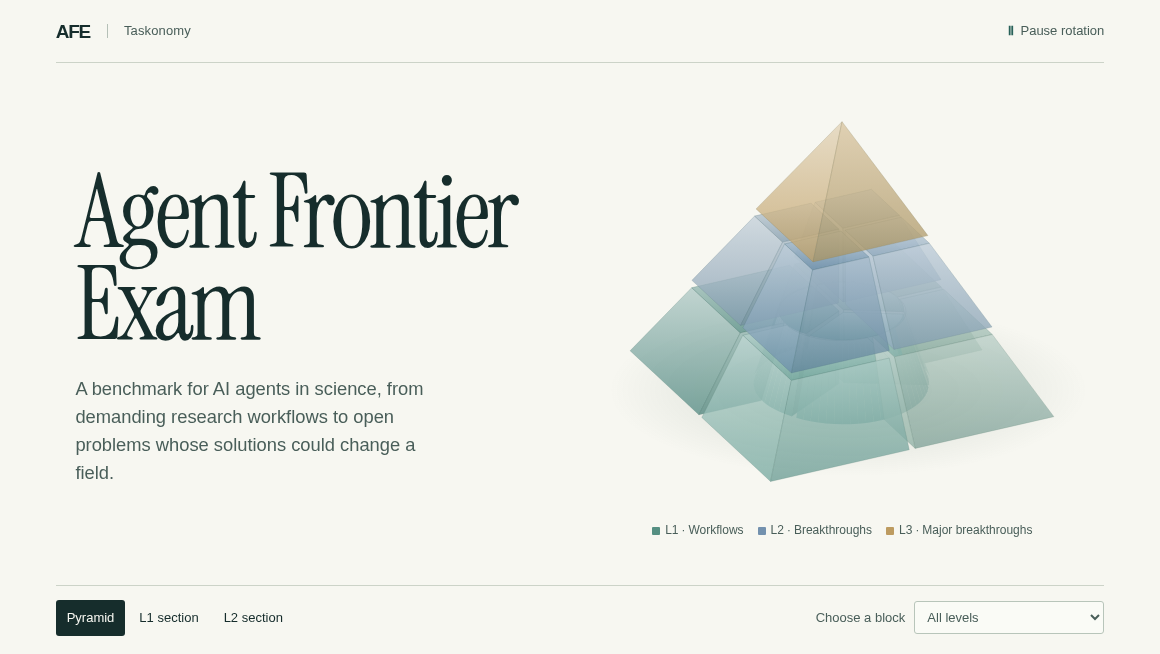 AFE
Taskonomy
Pause rotation
Agent Frontier
Exam
A benchmark for AI agents in science, from
demanding research workflows to open
problems whose solutions could change a
field.
L1 · Workflows
L2 · Breakthroughs
L3 · Major breakthroughs
Pyramid
L1 section
L2 section
Choose a block
All levels